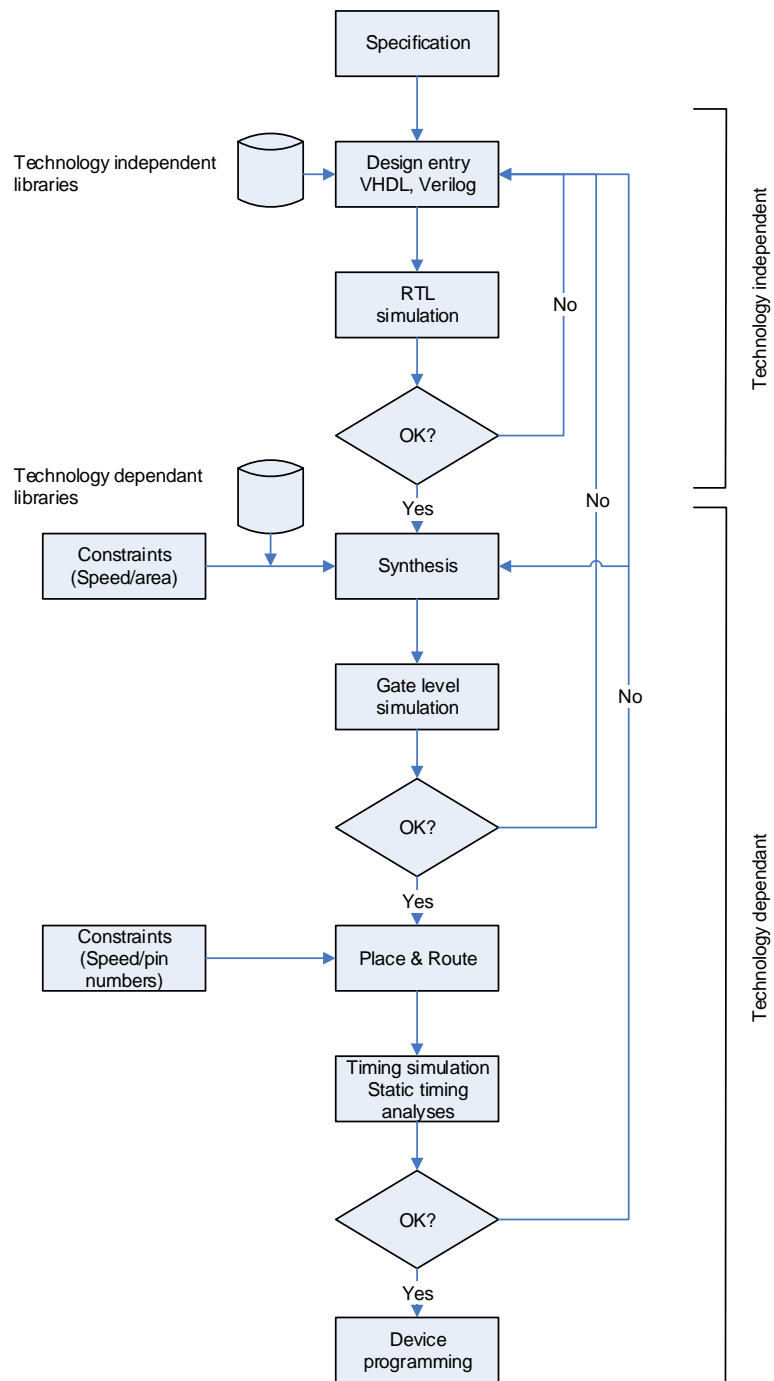 Specification
Technology independent
libraries
Design entry
VHDL, Verilog
RTL
simulation
No
Technology independent
OK?
Technology dependant
libraries
Yes
No
Constraints
(Speed/area)
Synthesis
Gate level
simulation
No
OK?
Yes
Constraints
(Speed/pin
numbers)
Place & Route
Technology dependant
Timing simulation
Static timing
analyses
OK?
Yes
Device
programming